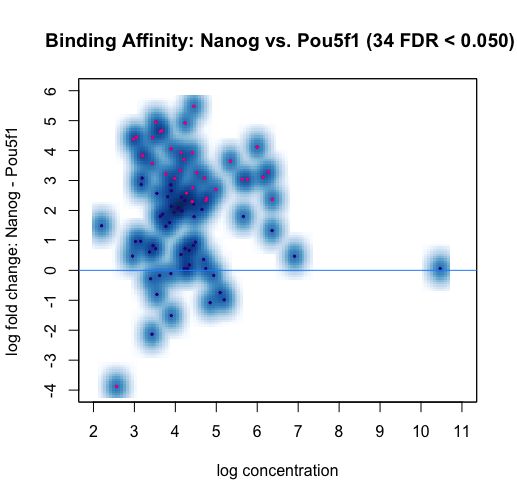 Binding Affinity: Nanog vs. Pou5f1 (34 FDR < 0.050)
log fold change: Nanog - Pou5f1
6
5
4
3
2
1
0
-1
-2
-3
-4
2 3 4 5 6 7 8 9 10 11
log concentration